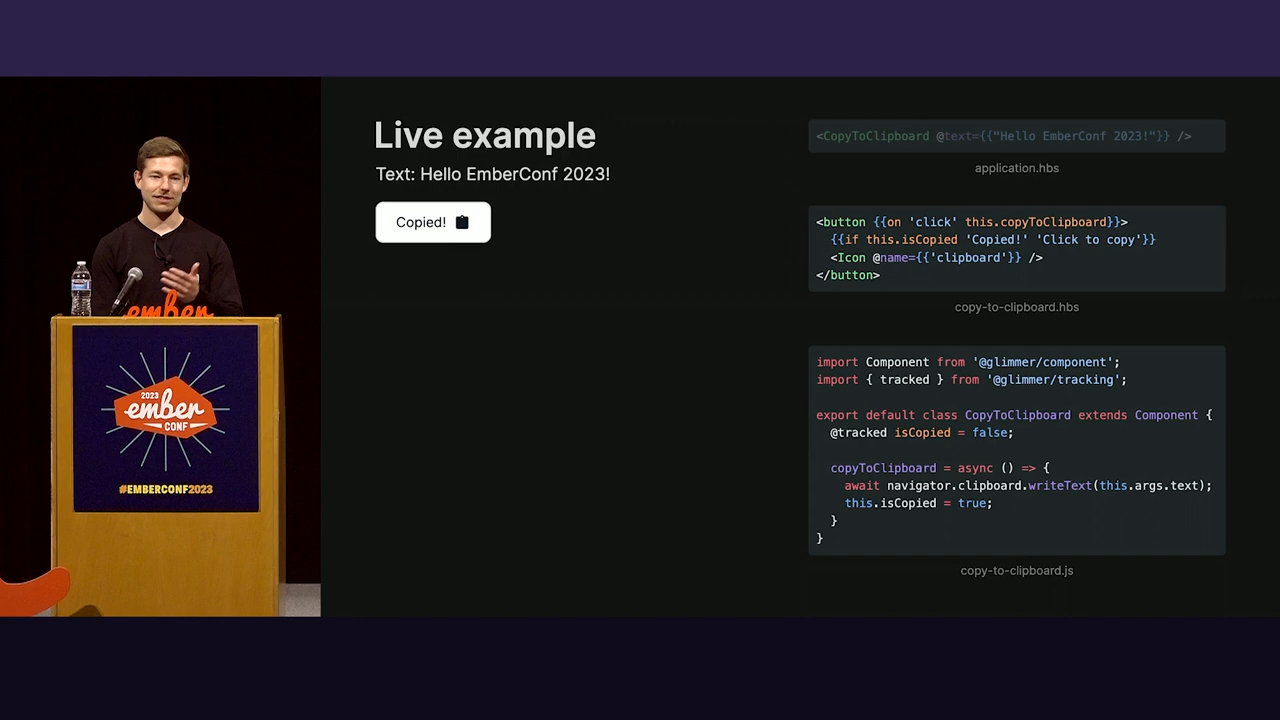 ember
2023
ember
CONF
#EMBERCONF2023
Live example
Text: Hello EmberConf 2023!
Copied!
<CopyToClipboard @text={{"Hello EmberConf 2023!"}} />
application.hbs
<button {{on 'click' this.copyToClipboard}}>
  {{if this.isCopied 'Copied!' 'Click to copy'}}
  <Icon @name={{'clipboard'}} />
</button>
copy-to-clipboard.hbs
import Component from '@glimmer/component';
import { tracked } from '@glimmer/tracking';
export default class CopyToClipboard extends Component {
  @tracked isCopied = false;
  copyToClipboard = async () => {
    await navigator.clipboard.writeText(this.args.text);
    this.isCopied = true;
  }
}
copy-to-clipboard.js